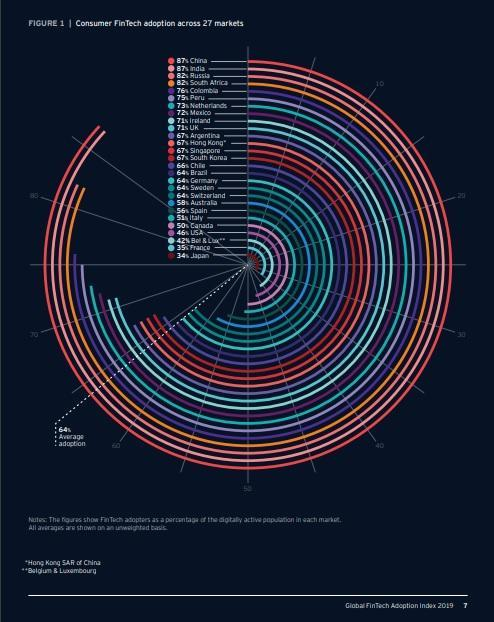 FIGURE 1 | Consumer FinTech adoption across 27 markets
87% China
87% India
82% Russia
82% South Africa
76% Colombia
75% Peru
73% Netherlands
72% Mexico
71% Ireland
71% UK
67% Argentina
67% Hong Kong*
67% Singapore
67% South Korea
66% Chile
64% Brazil
64% Germany
64% Sweden
64% Switzerland
58% Australia
56% Spain
51% Italy
50% Canada
46% USA
42% Bel & Lux**
35% France
34% Japan
10
20
30
40
50
60
70
80
64%
Average
adoption
Notes: The figures show FinTech adopters as a percentage of the digitally active population in each market.
All averages are shown on an unweighted basis.
*Hong Kong SAR of China
**Belgium & Luxembourg
Global FinTech Adoption Index 2019 7